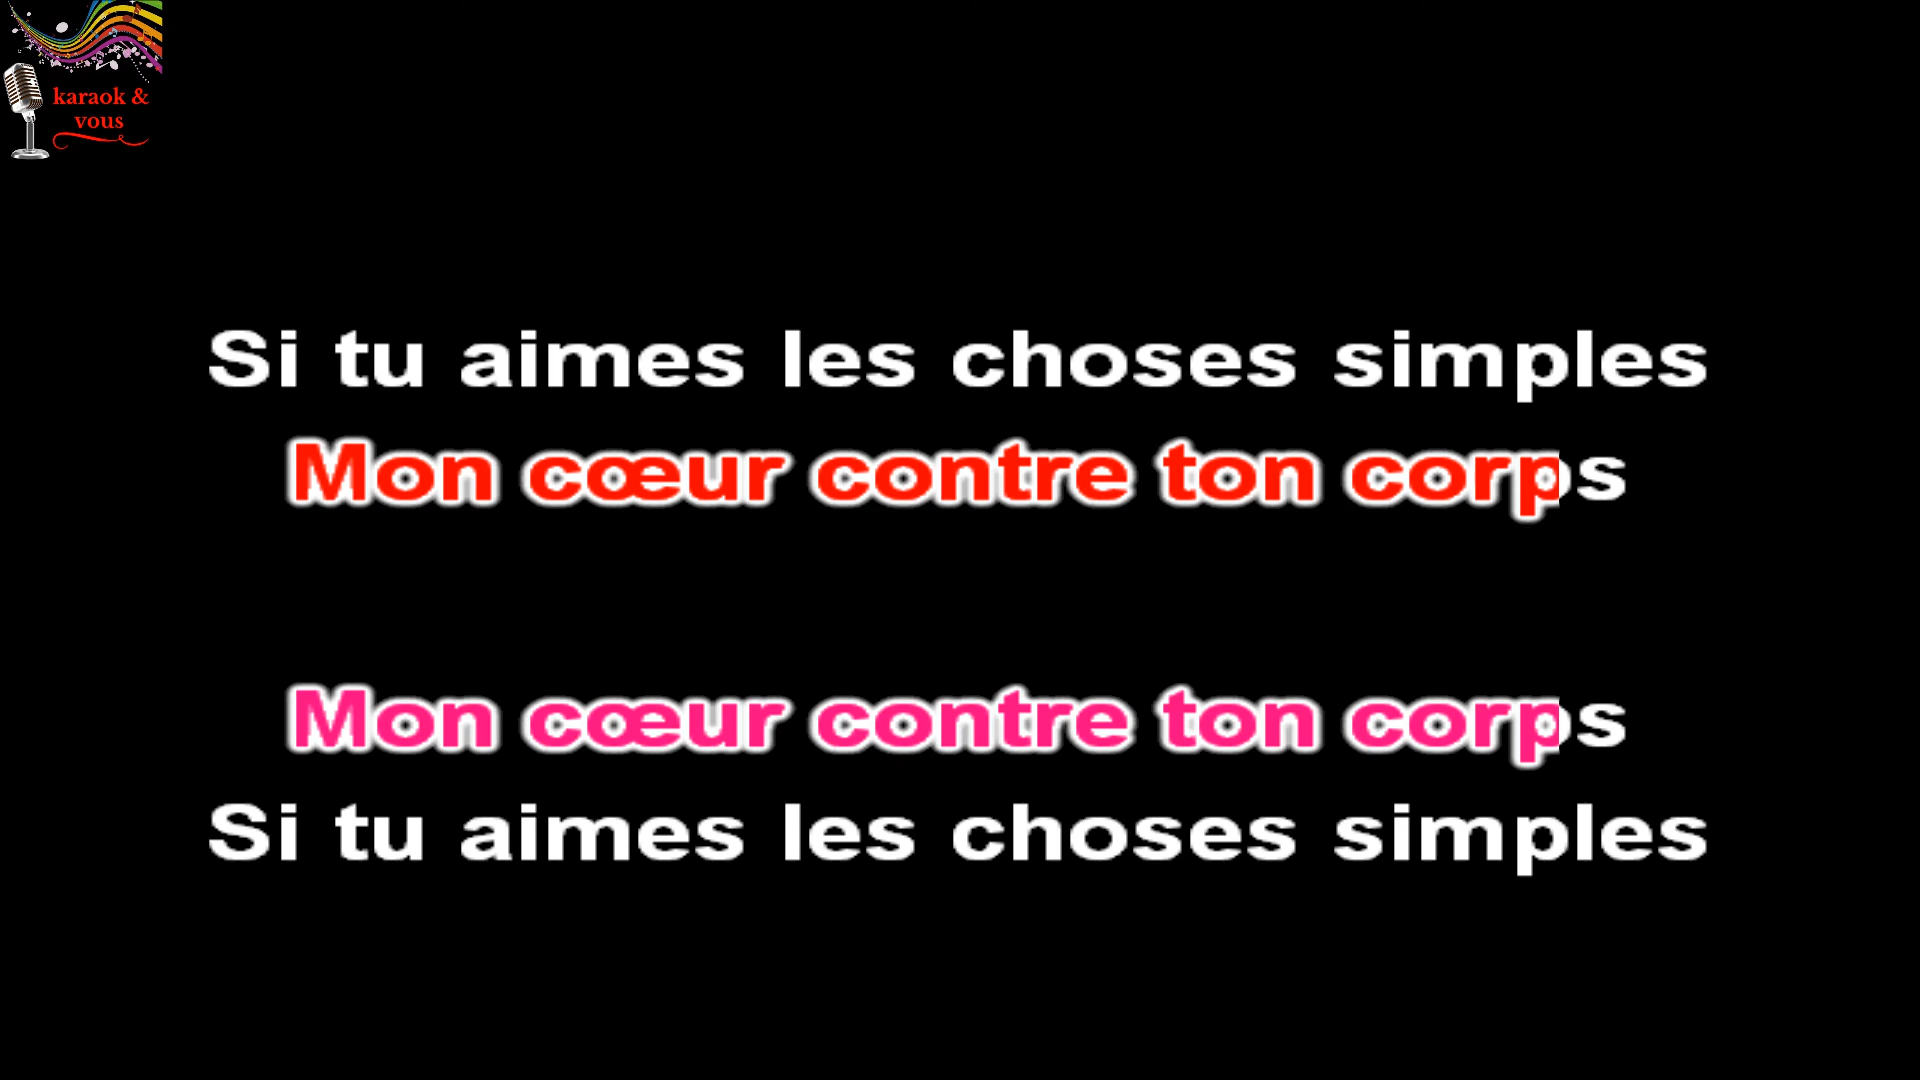 karaok &
vous
Si tu aimes les choses simples
Mon cœur contre ton corps
Mon cœur contre ton corps
Si tu aimes les choses simples